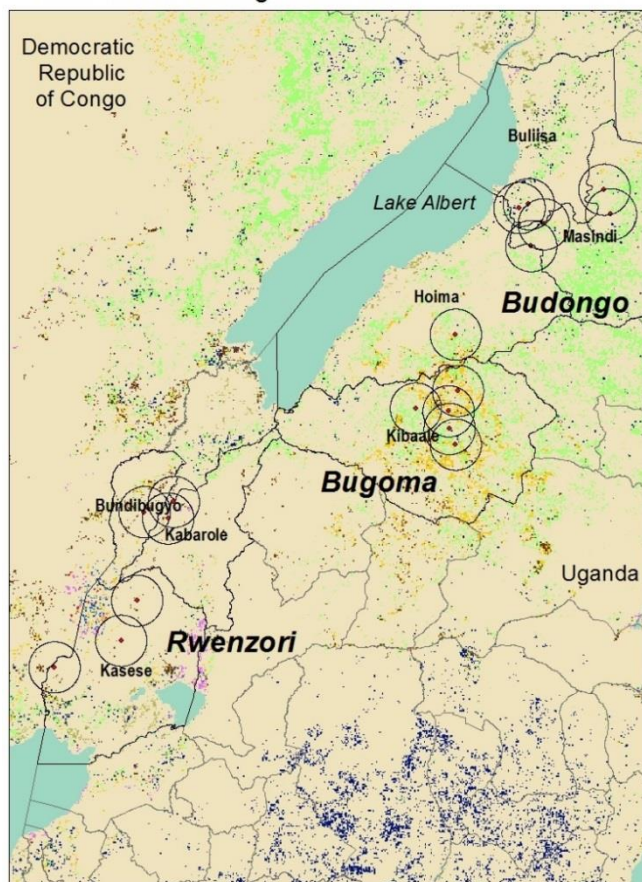 Democratic
Republic
of Congo
Buliisa
Lake Albert
Masindi
Hoima
Budongo
Kibaale
Bugoma
Bundibugyo
Kabarole
Uganda
Rwenzori
Kasese